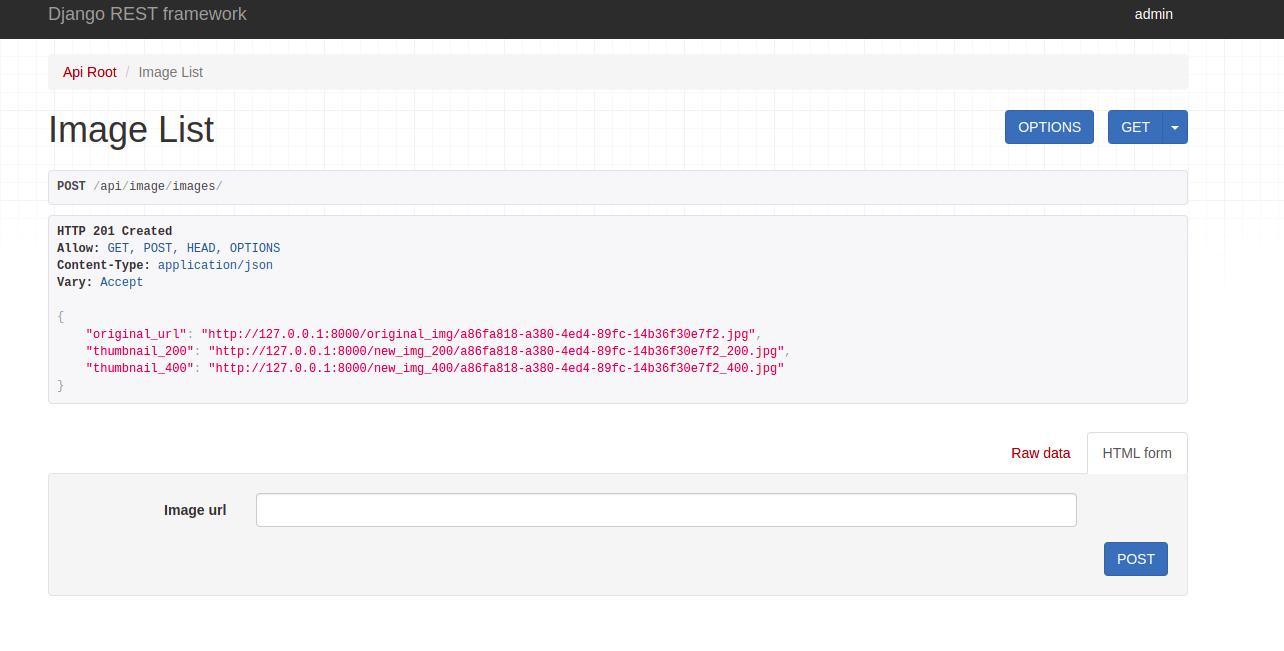 Django REST framework admin
Api Root / Image List
Image List OPTIONS GET
POST /api/image/images/
HTTP 201 Created
Allow: GET, POST, HEAD, OPTIONS
Content-Type: application/json
Vary: Accept
{
"original_url": "http://127.0.0.1:8000/original_img/a86fa818-a380-4ed4-89fc-14b36f30e7f2.jpg",
"thumbnail_200": "http://127.0.0.1:8000/new_img_200/a86fa818-a380-4ed4-89fc-14b36f30e7f2_200.jpg",
"thumbnail_400": "http://127.0.0.1:8000/new_img_400/a86fa818-a380-4ed4-89fc-14b36f30e7f2_400.jpg"
}
Raw data HTML form
Image url
POST